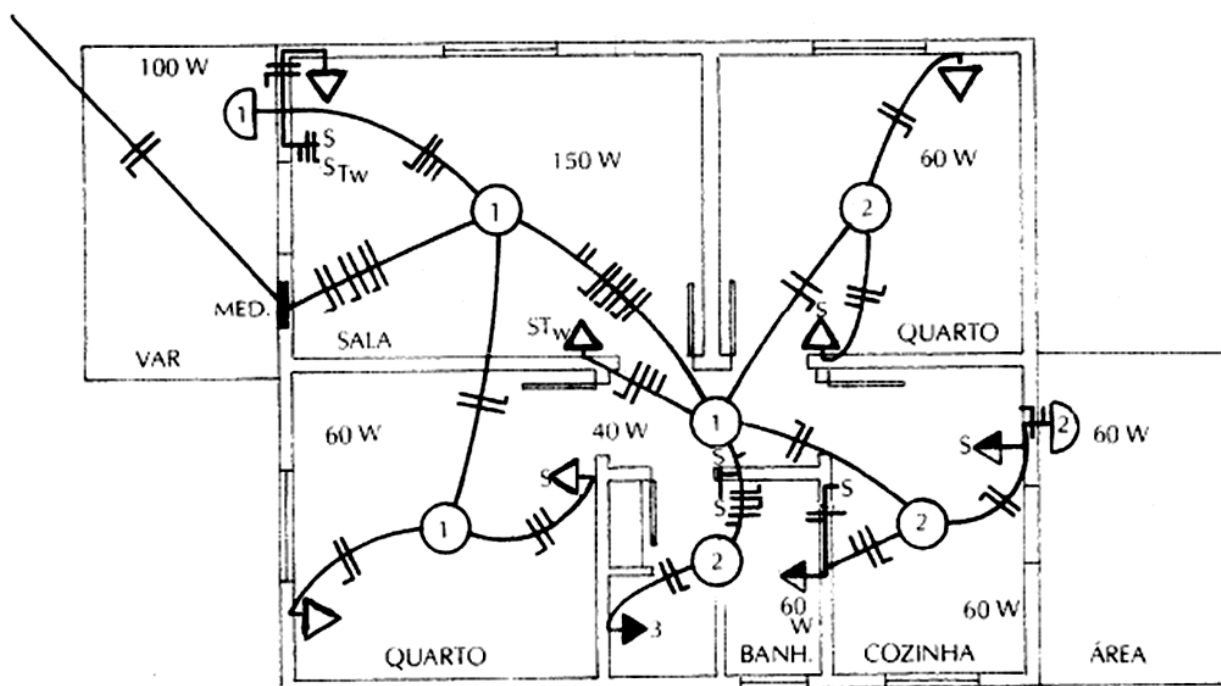 100 W
1
S
STW
150 W
60 W
1
2
MED.
SALA
STW
S
QUARTO
VAR
60 W
40 W
1
S
S
2
60 W
S
S
S
1
2
2
3
60
W
60 W
QUARTO
BANH.
COZINHA
ÁREA